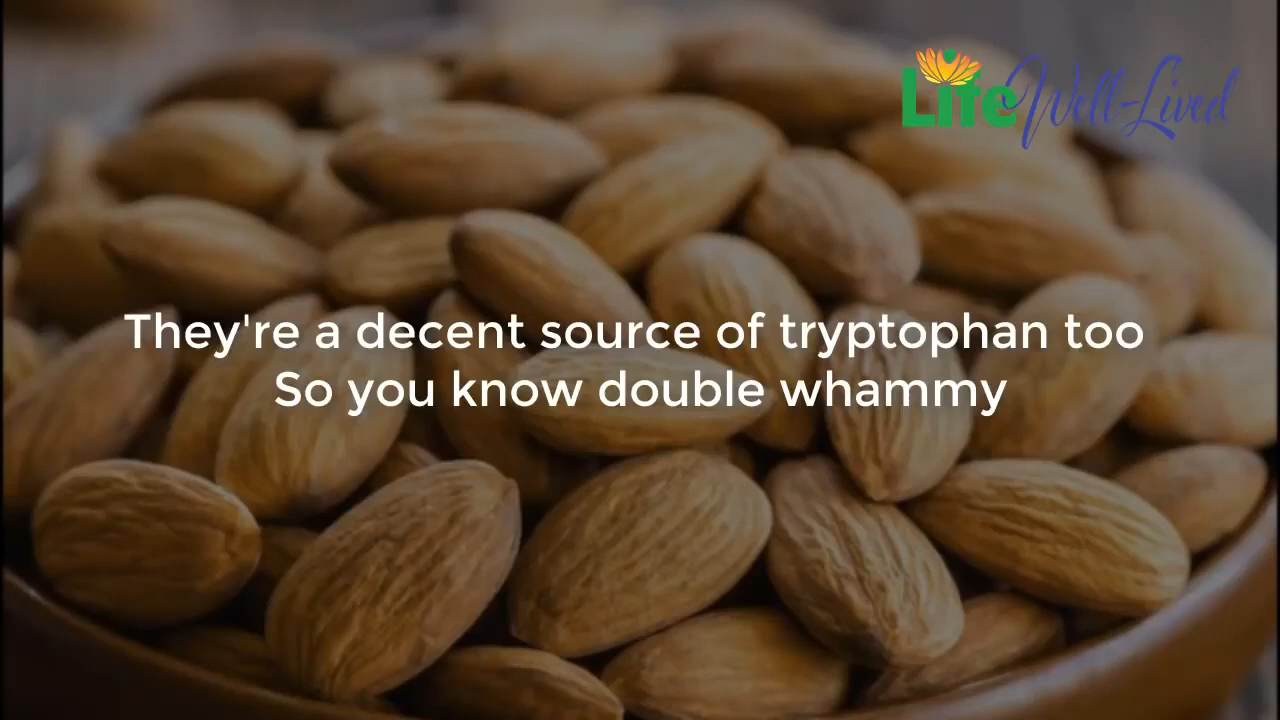 Life Well-Lived
They're a decent source of tryptophan too
So you know double whammy